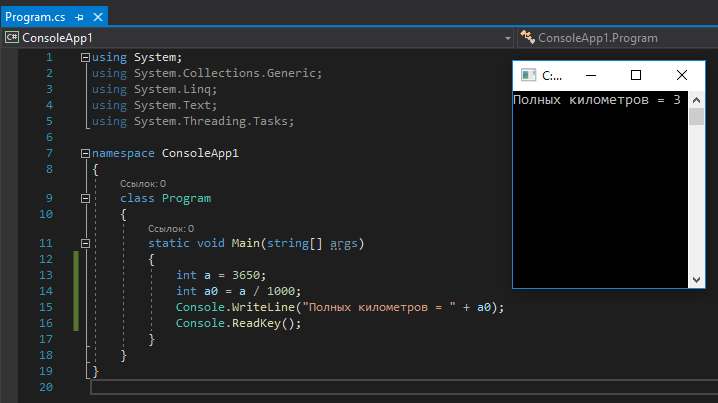 Program.cs
ConsoleApp1
ConsoleApp1.Program
1 using System;
2 using System.Collections.Generic;
3 using System.Linq;
4 using System.Text;
5 using System.Threading.Tasks;
6
7 namespace ConsoleApp1
8 {
Ссылок: 0
9 class Program
10 {
Ссылок: 0
11 static void Main(string[] args)
12 {
13 int a = 3650;
14 int a0 = a / 1000;
15 Console.WriteLine("Полных километров = " + a0);
16 Console.ReadKey();
17 }
18 }
19 }
20
C:...
Полных километров = 3